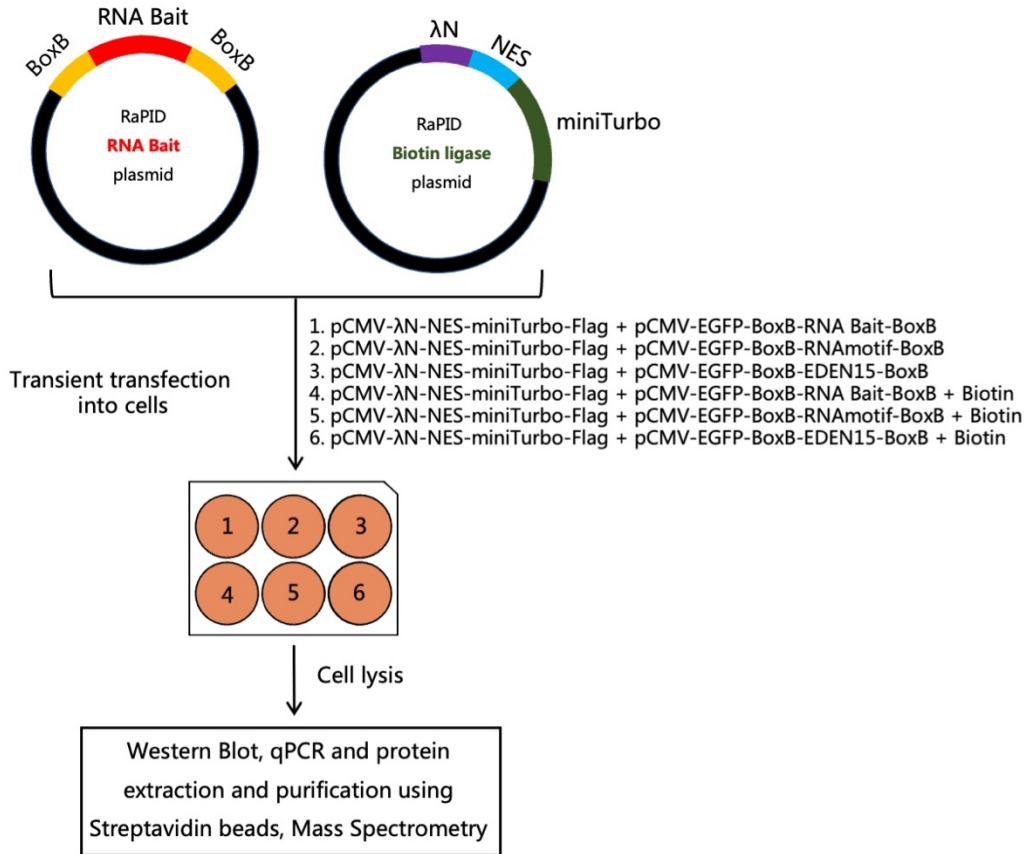 RNA Bait
BoxB
BoxB
RaPID
RNA Bait
plasmid
λN
NES
miniTurbo
RaPID
Biotin ligase
plasmid
Transient transfection
into cells
1. pCMV-λN-NES-miniTurbo-Flag + pCMV-EGFP-BoxB-RNA Bait-BoxB
2. pCMV-λN-NES-miniTurbo-Flag + pCMV-EGFP-BoxB-RNAmotif-BoxB
3. pCMV-λN-NES-miniTurbo-Flag + pCMV-EGFP-BoxB-EDEN15-BoxB
4. pCMV-λN-NES-miniTurbo-Flag + pCMV-EGFP-BoxB-RNA Bait-BoxB + Biotin
5. pCMV-λN-NES-miniTurbo-Flag + pCMV-EGFP-BoxB-RNAmotif-BoxB + Biotin
6. pCMV-λN-NES-miniTurbo-Flag + pCMV-EGFP-BoxB-EDEN15-BoxB + Biotin
1 2 3
4 5 6
Cell lysis
Western Blot, qPCR and protein
extraction and purification using
Streptavidin beads, Mass Spectrometry